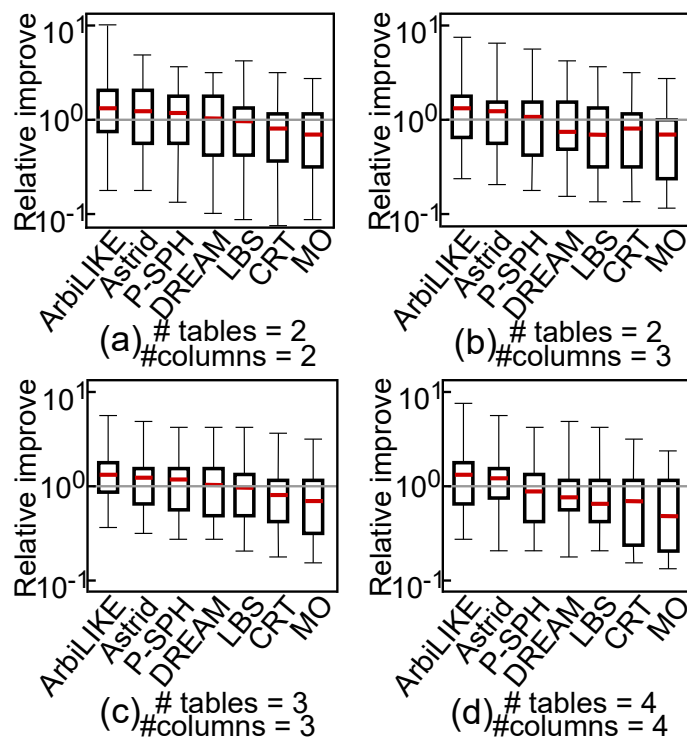 Relative improve
10^1
10^0
10^-1
ArbiLIKE
Astrid
P-SPH
DREAM
LBS
CRT
MO
(a) # tables = 2
#columns = 2
Relative improve
10^1
10^0
10^-1
ArbiLIKE
Astrid
P-SPH
DREAM
LBS
CRT
MO
(b) # tables = 2
#columns = 3
Relative improve
10^1
10^0
10^-1
ArbiLIKE
Astrid
P-SPH
DREAM
LBS
CRT
MO
(c) # tables = 3
#columns = 3
Relative improve
10^1
10^0
10^-1
ArbiLIKE
Astrid
P-SPH
DREAM
LBS
CRT
MO
(d) # tables = 4
#columns = 4